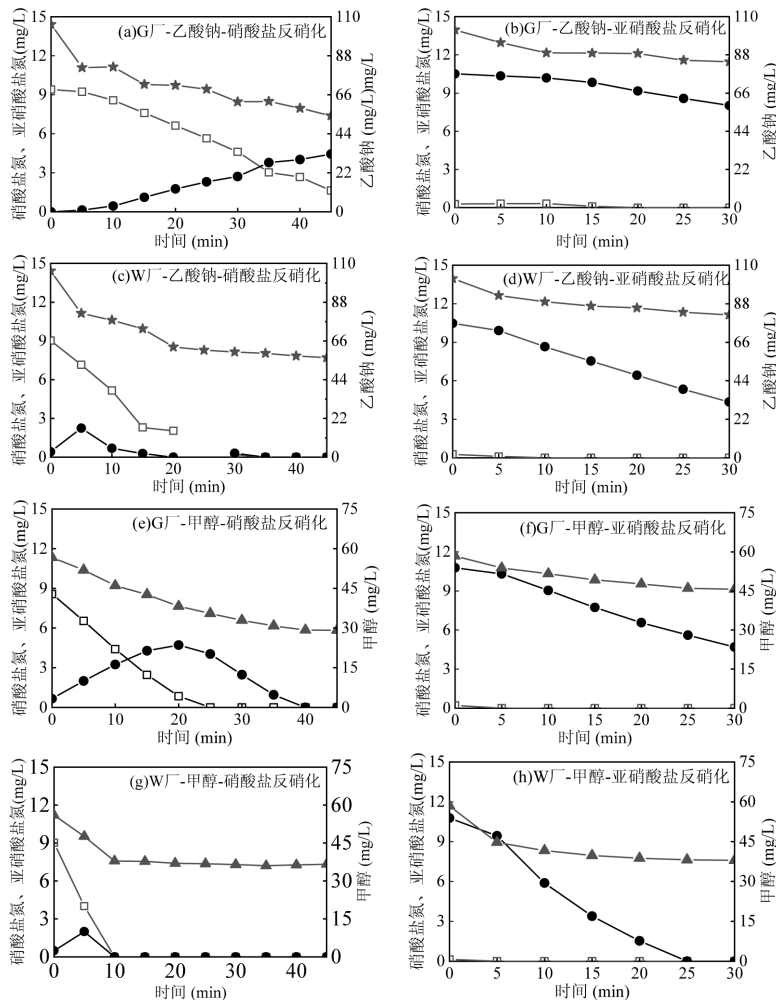 (a)G厂-乙酸钠-硝酸盐反硝化
硝酸盐氮、亚硝酸盐氮(mg/L)
15
12
9
6
3
0
110
88
66
44
22
0
乙酸钠 (mg/L)mg/L)
0 10 20 30 40
时间 (min)
(b)G厂-乙酸钠-亚硝酸盐反硝化
硝酸盐氮、亚硝酸盐氮(mg/L)
15
12
9
6
3
0
110
88
66
44
22
0
乙酸钠 (mg/L)
0 5 10 15 20 25 30
时间 (min)
(c)W厂-乙酸钠-硝酸盐反硝化
硝酸盐氮、亚硝酸盐氮(mg/L)
15
12
9
6
3
0
110
88
66
44
22
0
乙酸钠 (mg/L)
0 10 20 30 40
时间 (min)
(d)W厂-乙酸钠-亚硝酸盐反硝化
硝酸盐氮、亚硝酸盐氮(mg/L)
15
12
9
6
3
0
110
88
66
44
22
0
乙酸钠 (mg/L)
0 5 10 15 20 25 30
时间 (min)
(e)G厂-甲醇-硝酸盐反硝化
硝酸盐氮、亚硝酸盐氮(mg/L)
15
12
9
6
3
0
75
60
45
30
15
0
甲醇 (mg/L)
0 10 20 30 40
时间 (min)
(f)G厂-甲醇-亚硝酸盐反硝化
硝酸盐氮、亚硝酸盐氮(mg/L)
15
12
9
6
3
0
75
60
45
30
15
0
甲醇 (mg/L)
0 5 10 15 20 25 30
时间 (min)
(g)W厂-甲醇-硝酸盐反硝化
硝酸盐氮、亚硝酸盐氮(mg/L)
15
12
9
6
3
0
75
60
45
30
15
0
甲醇 (mg/L)
0 10 20 30 40
时间 (min)
(h)W厂-甲醇-亚硝酸盐反硝化
硝酸盐氮、亚硝酸盐氮(mg/L)
15
12
9
6
3
0
75
60
45
30
15
0
甲醇 (mg/L)
0 5 10 15 20 25 30
时间 (min)